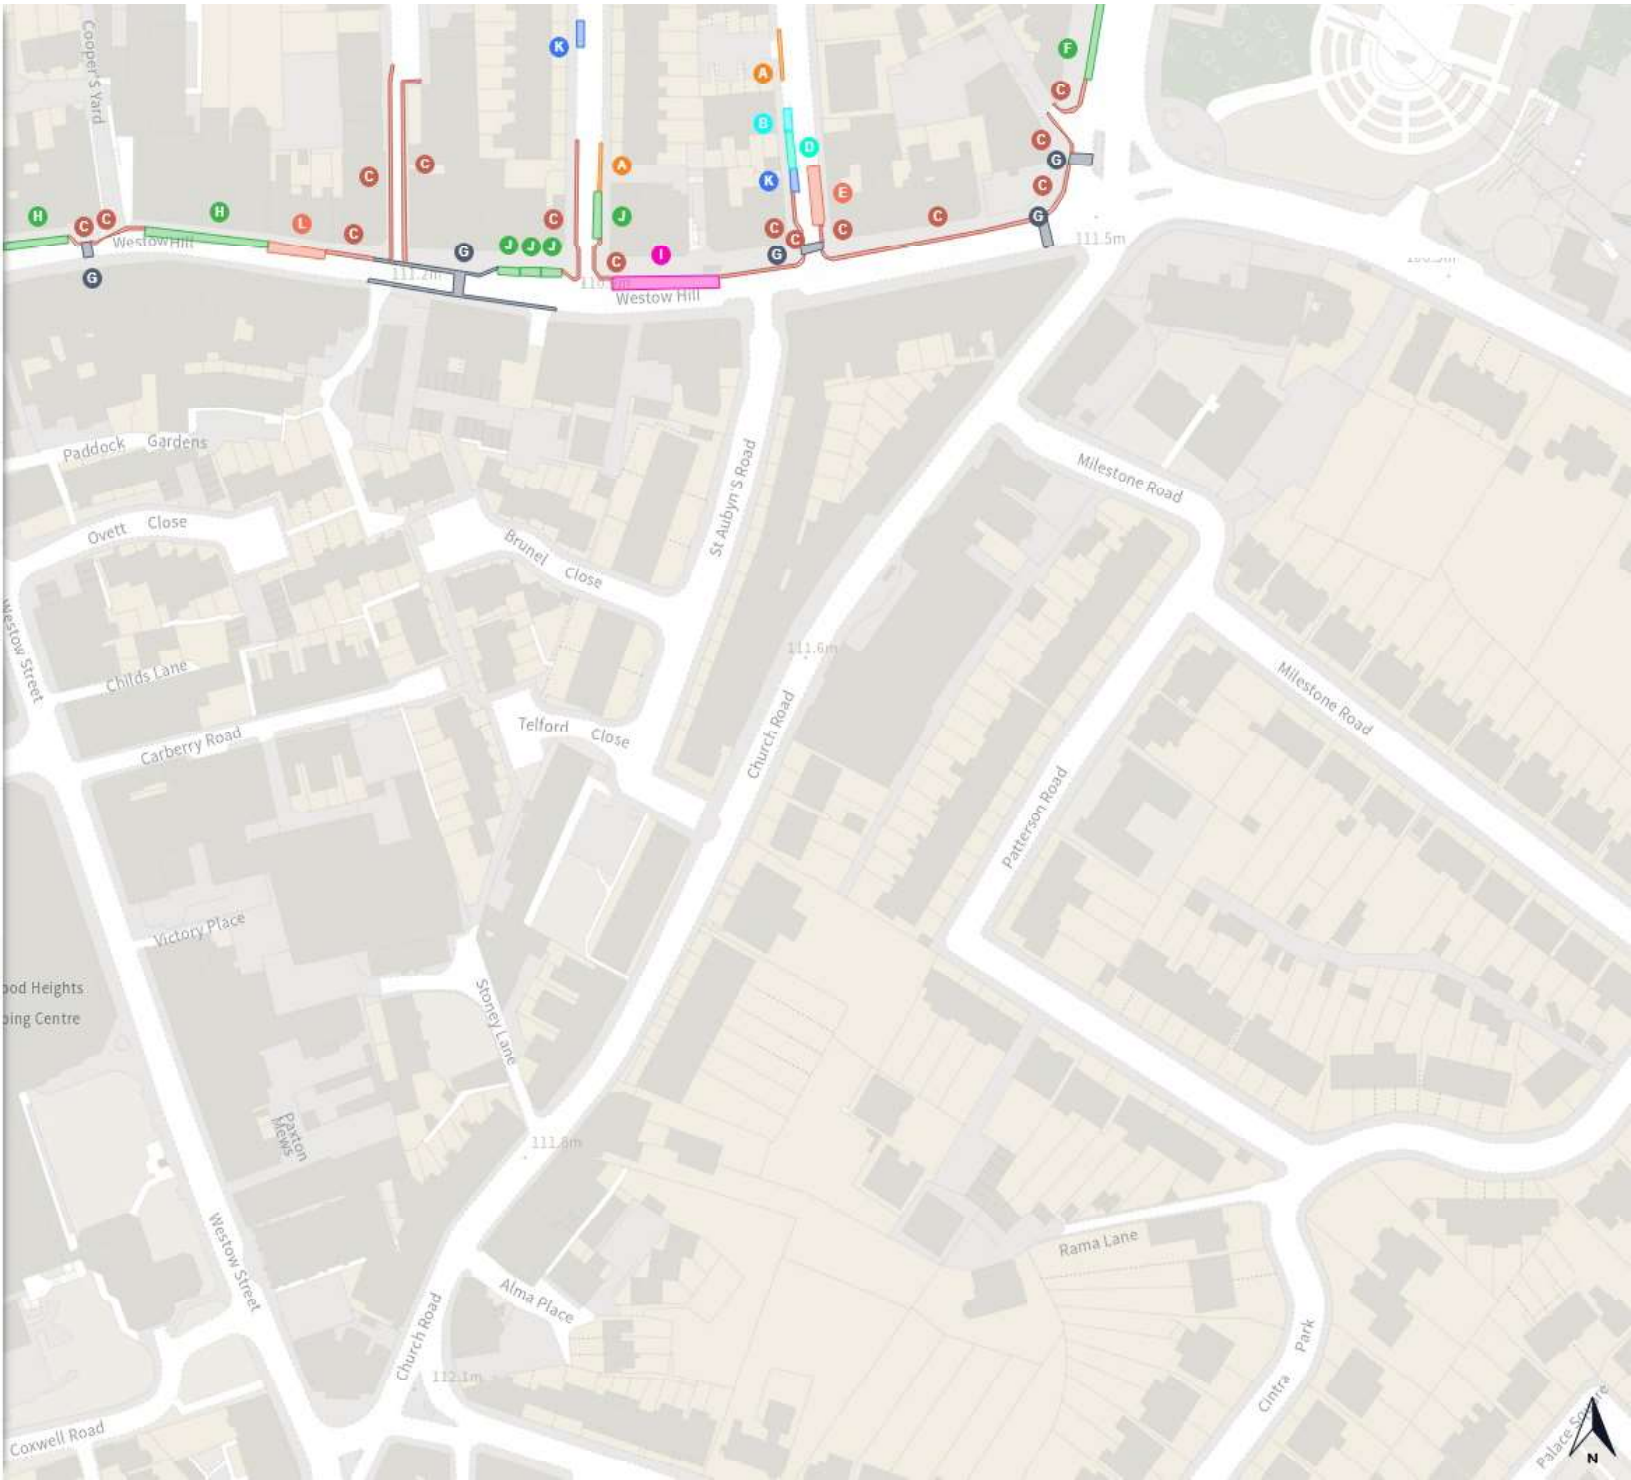 Cooper'S Yard
K
A
B
D
K
E
F
C
C
G
C
G
C
C
A
J
C
C
C
C
C
G
H
C
C
H
L
C
G
J
J
J
C
I
G
Westow Hill
111.2m
Westow Hill
111.5m
Paddock Gardens
Ovett Close
Brunel Close
St Aubyn'S Road
Milestone Road
Westow Street
Childs Lane
111.6m
Milestone Road
Carberry Road
Telford Close
Church Road
Patterson Road
Victory Place
ood Heights
ping Centre
Stoney Lane
Paxton
Mews
111.8m
Westow Street
Alma Place
Rama Lane
Church Road
112.1m
Cintra Park
Coxwell Road
Palace Square
N